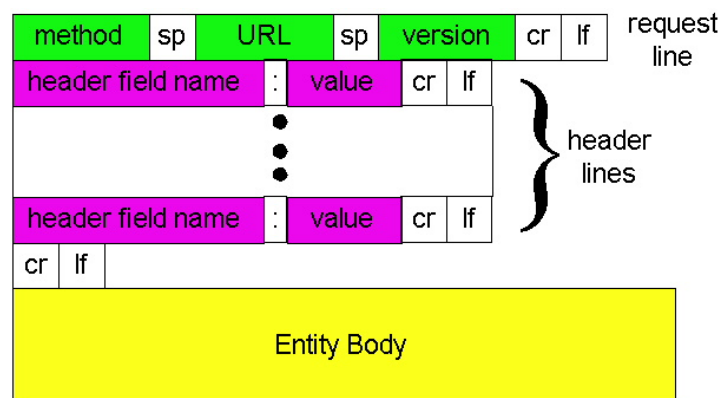 method sp URL sp version cr lf
request line
header field name : value cr lf
header lines
header field name : value cr lf
cr lf
Entity Body